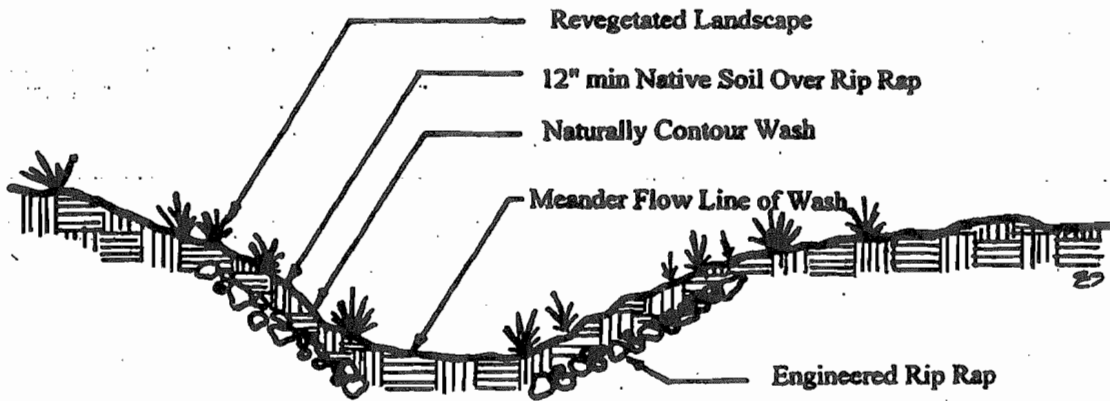 Revegetated Landscape
12" min Native Soil Over Rip Rap
Naturally Contour Wash
Meander Flow Line of Wash
Engineered Rip Rap